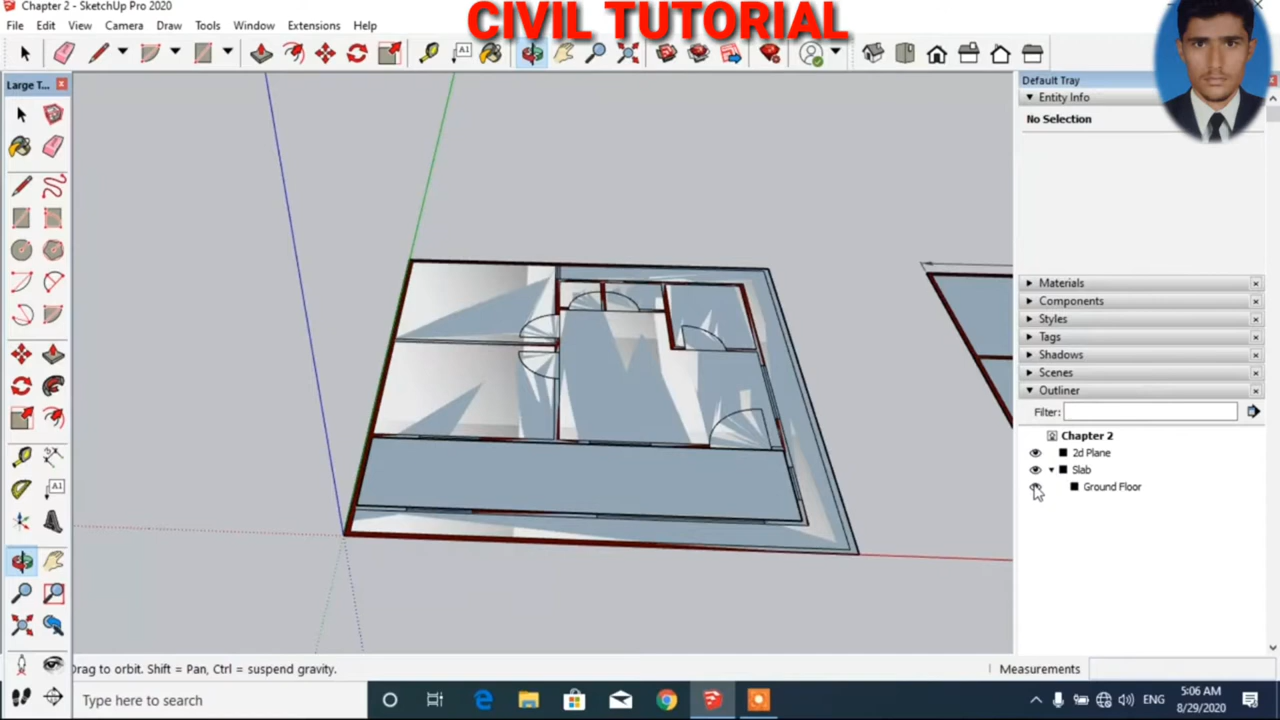 Chapter 2 - SketchUp Pro 2020
CIVIL TUTORIAL
File Edit View Camera Draw Tools Window Extensions Help
Large T...
Default Tray
Entity Info
No Selection
Materials
Components
Styles
Tags
Shadows
Scenes
Outliner
Filter:
Chapter 2
2d Plane
Slab
Ground Floor
Drag to orbit. Shift = Pan, Ctrl = suspend gravity.
Measurements
Type here to search
ENG
5:06 AM
8/29/2020